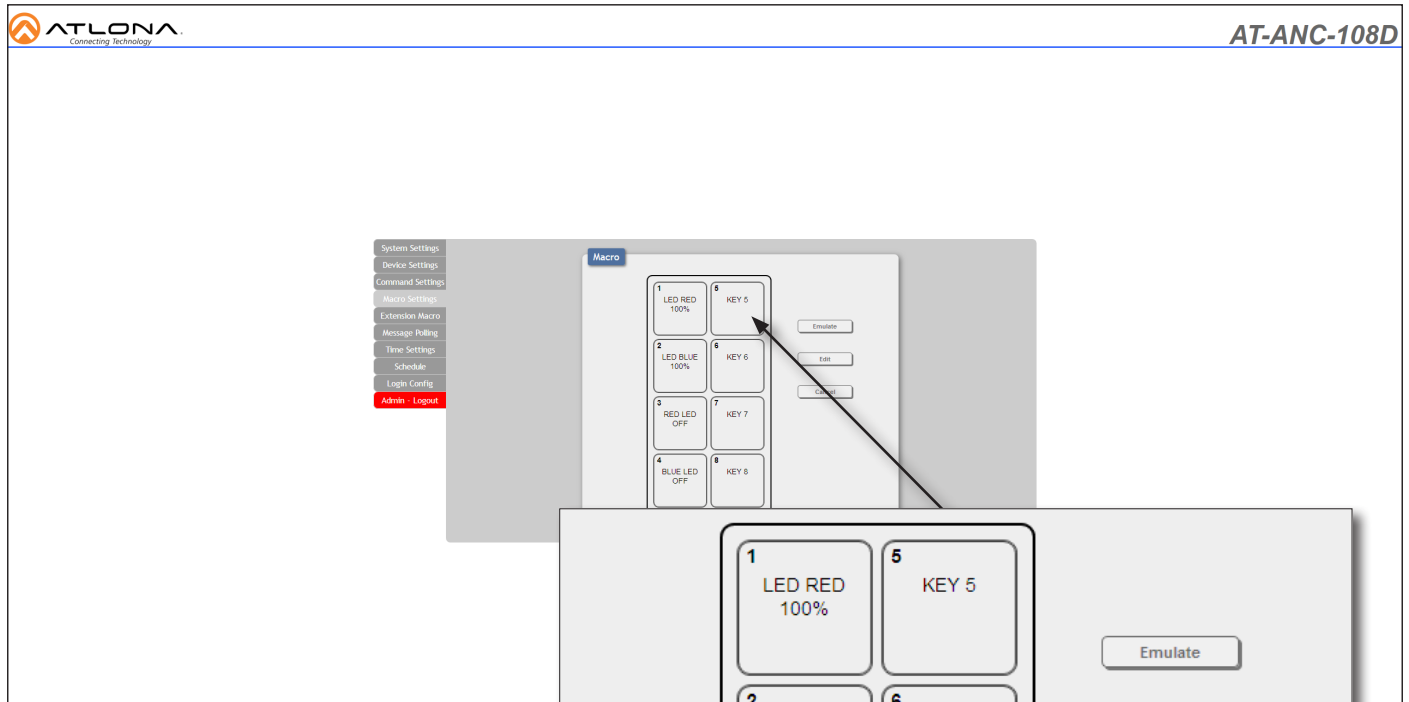 ATLONA.
Connecting Technology
AT-ANC-108D
System Settings
Device Settings
Command Settings
Macro Settings
Extension Macro
Message Polling
Time Settings
Schedule
Login Config
Admin - Logout
Macro
1
LED RED
100%
5
KEY 5
2
LED BLUE
100%
6
KEY 6
3
RED LED
OFF
7
KEY 7
4
BLUE LED
OFF
8
KEY 8
Emulate
Edit
Cancel
1
LED RED
100%
5
KEY 5
Emulate
2
6